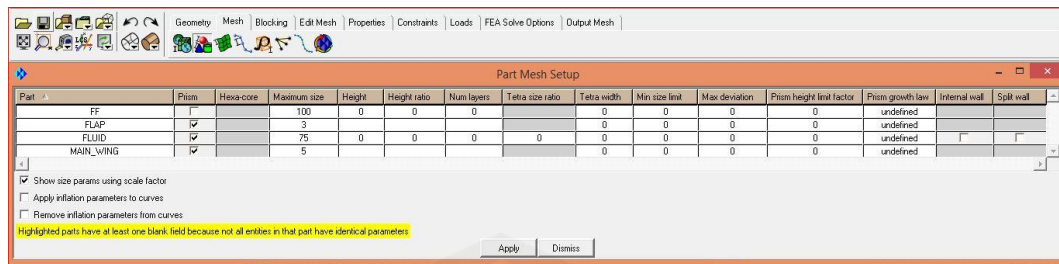 Geometry Mesh Blocking Edit Mesh Properties Constraints Loads FEA Solve Options Output Mesh
Part Mesh Setup
Part Prism Hexa-core Maximum size Height Height ratio Num layers Tetra size ratio Tetra width Min size limit Max deviation Prism height limit factor Prism growth law Internal wall Split wall
FF 100 0 0 0 0 0 0 0 undefined
FLAP 3 0 0 0 0 undefined
FLUID 75 0 0 0 0 0 0 0 0 undefined
MAIN_WING 5 0 0 0 0 undefined
Show size params using scale factor
Apply inflation parameters to curves
Remove inflation parameters from curves
Highlighted parts have at least one blank field because not all entities in that part have identical parameters
Apply Dismiss